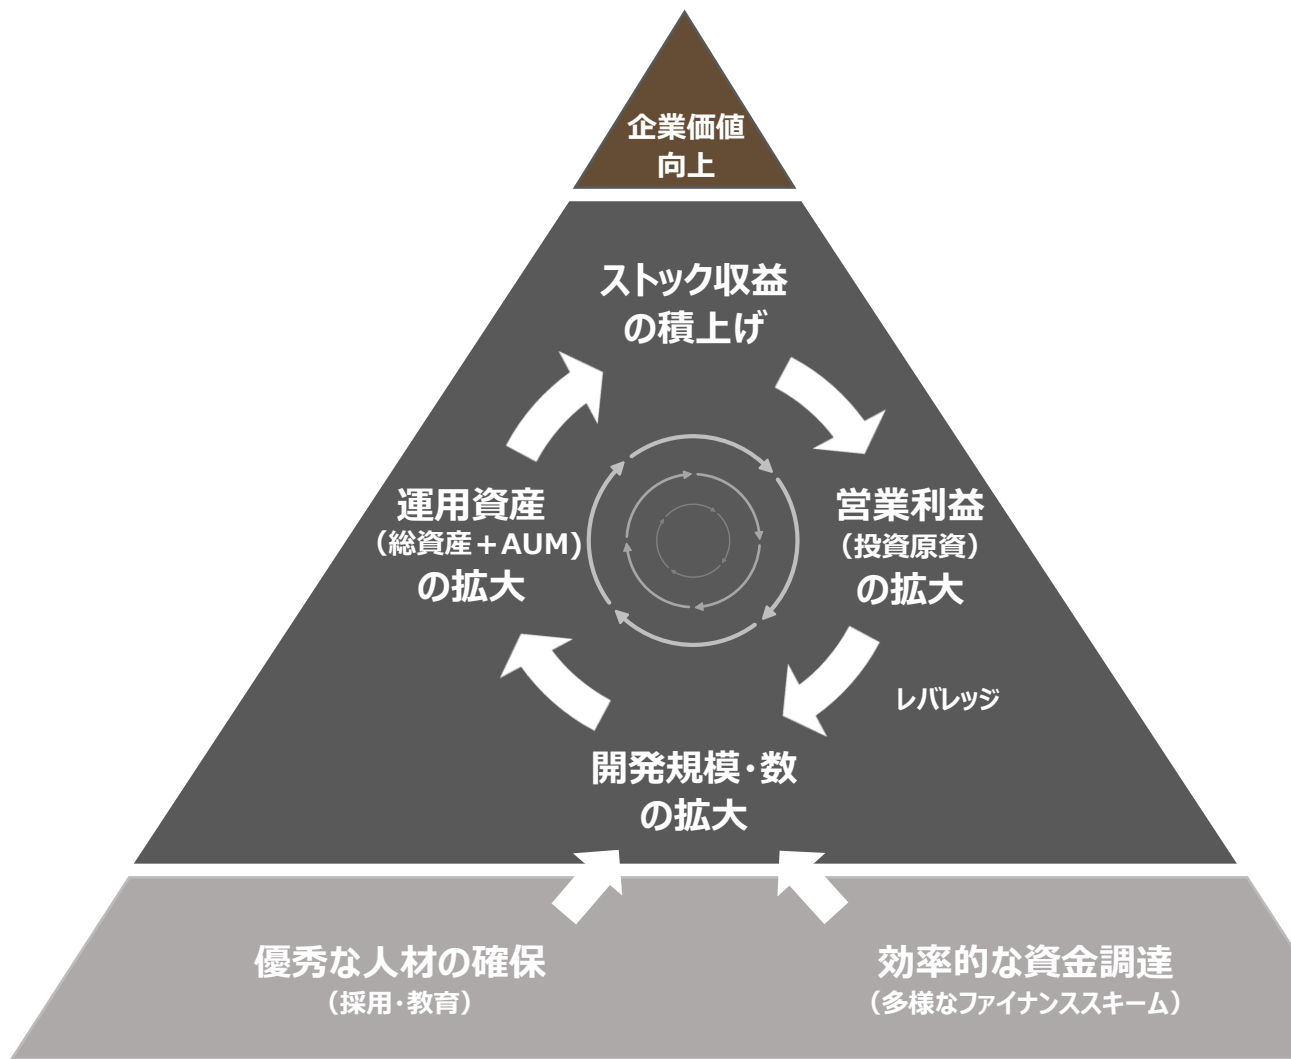 企業価値
向上
ストック収益
の積上げ
運用資産
（総資産＋AUM)
の拡大
営業利益
（投資原資）
の拡大
レバレッジ
開発規模・数
の拡大
優秀な人材の確保
（採用・教育）
効率的な資金調達
（多様なファイナンススキーム）